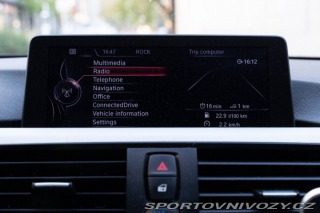 16:47 ROCK Trip computer
Multimedia
Radio
Telephone
Navigation
Office
ConnectedDrive
Vehicle information
Settings
16:12
16 min 1 km
22.9 l/100 km
2.2 km/h
SPORTOVNIVOZY.CZ